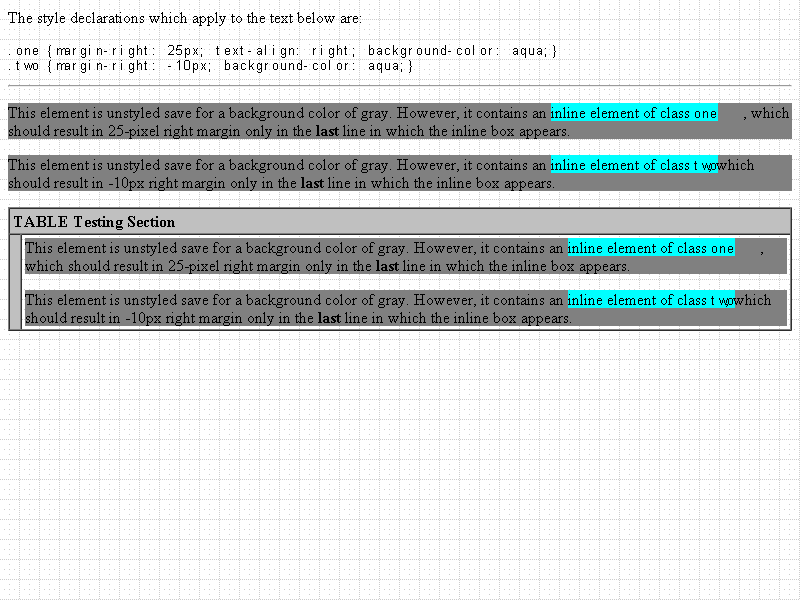 The style declarations which apply to the text below are:
.one {margin-right: 25px; text-align: right; background-color: aqua;}
.two {margin-right: -10px; background-color: aqua;}
This element is unstyled save for a background color of gray. However, it contains an inline element of class one, which
should result in 25-pixel right margin only in the last line in which the inline box appears.
This element is unstyled save for a background color of gray. However, it contains an inline element of class two, which
should result in -10px right margin only in the last line in which the inline box appears.
TABLE Testing Section
This element is unstyled save for a background color of gray. However, it contains an inline element of class one,
which should result in 25-pixel right margin only in the last line in which the inline box appears.
This element is unstyled save for a background color of gray. However, it contains an inline element of class two, which
should result in -10px right margin only in the last line in which the inline box appears.